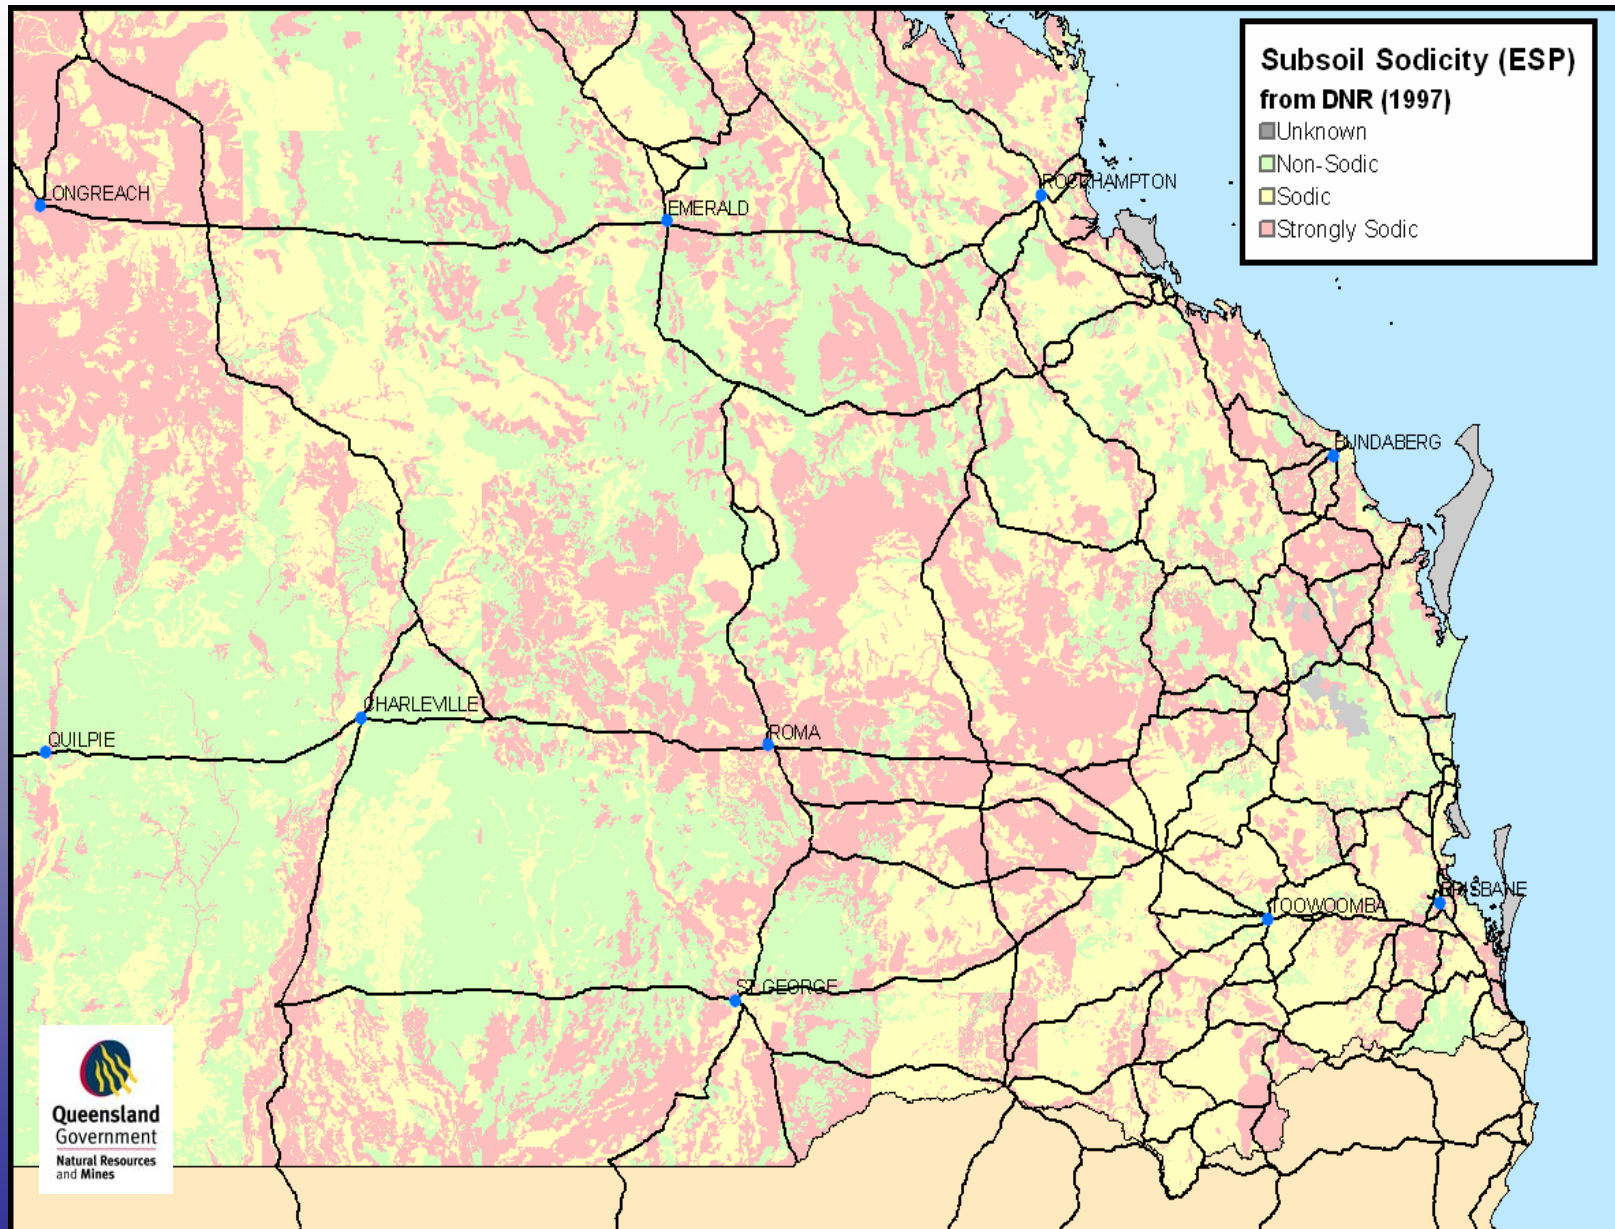 Subsoil Sodicity (ESP)
from DNR (1997)
Unknown
Non-Sodic
Sodic
Strongly Sodic
LONGREACH
EMERALD
ROCKHAMPTON
BUNDABERG
CHARLEVILLE
QUILPIE
ROMA
BRISBANE
TOOWOOMBA
ST GEORGE
Queensland
Government
Natural Resources
and Mines